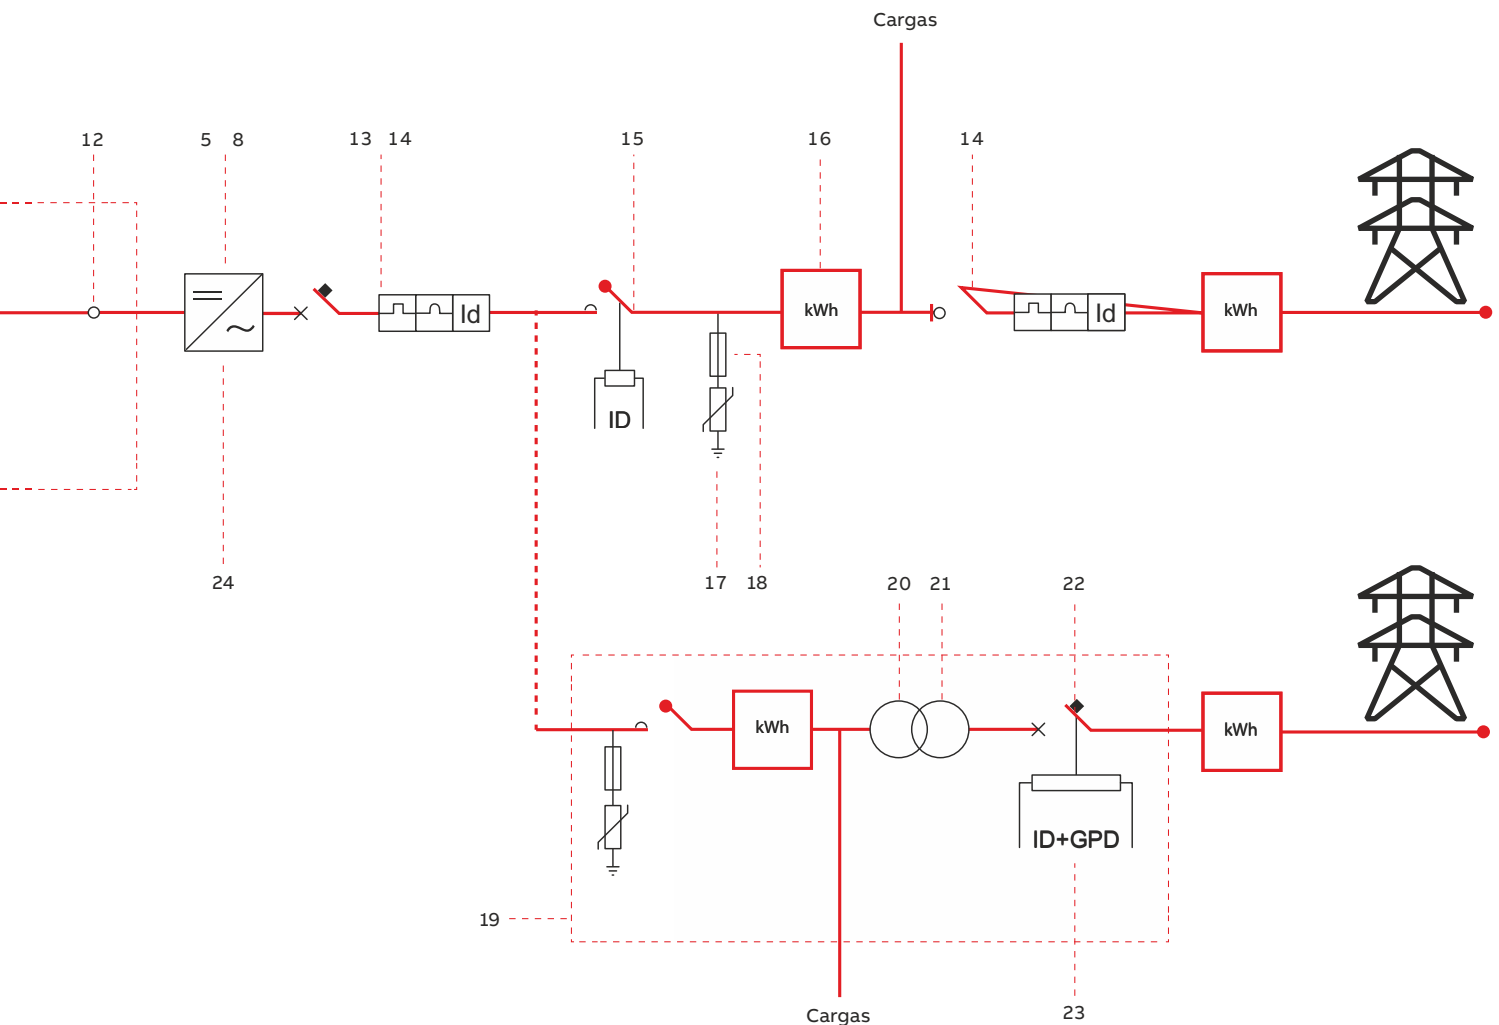 Cargas
12
5 8
13 14
15
16
14
kWh
kWh
Id
Id
ID
24
17 18
20 21
22
kWh
kWh
ID+GPD
19
23
Cargas